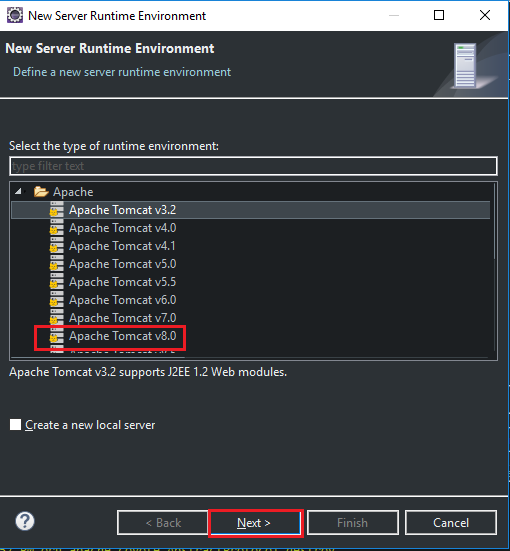 New Server Runtime Environment
New Server Runtime Environment
Define a new server runtime environment
Select the type of runtime environment:
type filter text
Apache
Apache Tomcat v3.2
Apache Tomcat v4.0
Apache Tomcat v4.1
Apache Tomcat v5.0
Apache Tomcat v5.5
Apache Tomcat v6.0
Apache Tomcat v7.0
Apache Tomcat v8.0
Apache Tomcat v3.2 supports J2EE 1.2 Web modules.
Create a new local server
?
< Back
Next >
Finish
Cancel